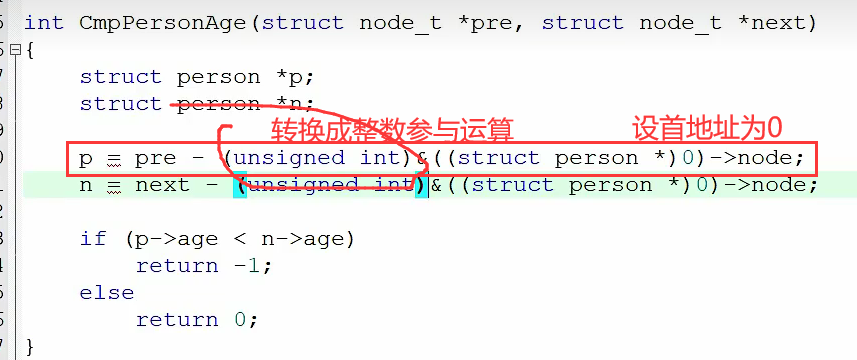 int CmpPersonAge(struct node_t *pre, struct node_t *next)
{
struct person *p;
struct person *n;
转换成整数参与运算 设首地址为0
p = pre - (unsigned int)&((struct person *)0)->node;
n = next - (unsigned int)&((struct person *)0)->node;
if (p->age < n->age)
return -1;
else
return 0;
}